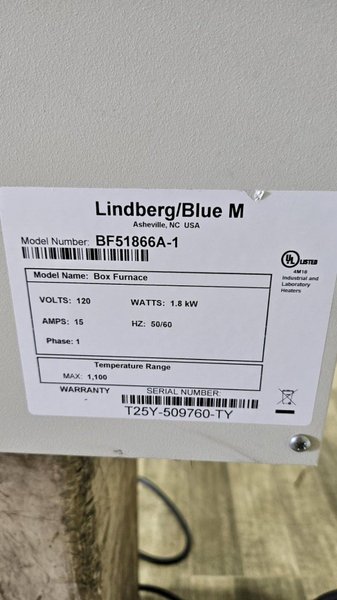 Lindberg/Blue M
Asheville, NC USA
Model Number: BF51866A-1
UL LISTED
4M10
Industrial and
Laboratory
Heaters
Model Name: Box Furnace
VOLTS: 120 WATTS: 1.8 kW
AMPS: 15 HZ: 50/60
Phase: 1
Temperature Range
MAX: 1,100
WARRANTY SERIAL NUMBER:
T25Y-509760-TY